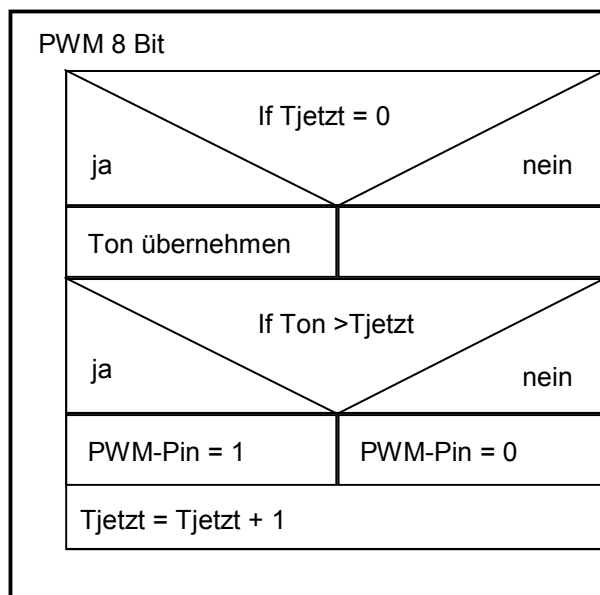 PWM 8 Bit
If Tjetzt = 0
ja nein
Ton übernehmen
If Ton >Tjetzt
ja nein
PWM-Pin = 1 PWM-Pin = 0
Tjetzt = Tjetzt + 1